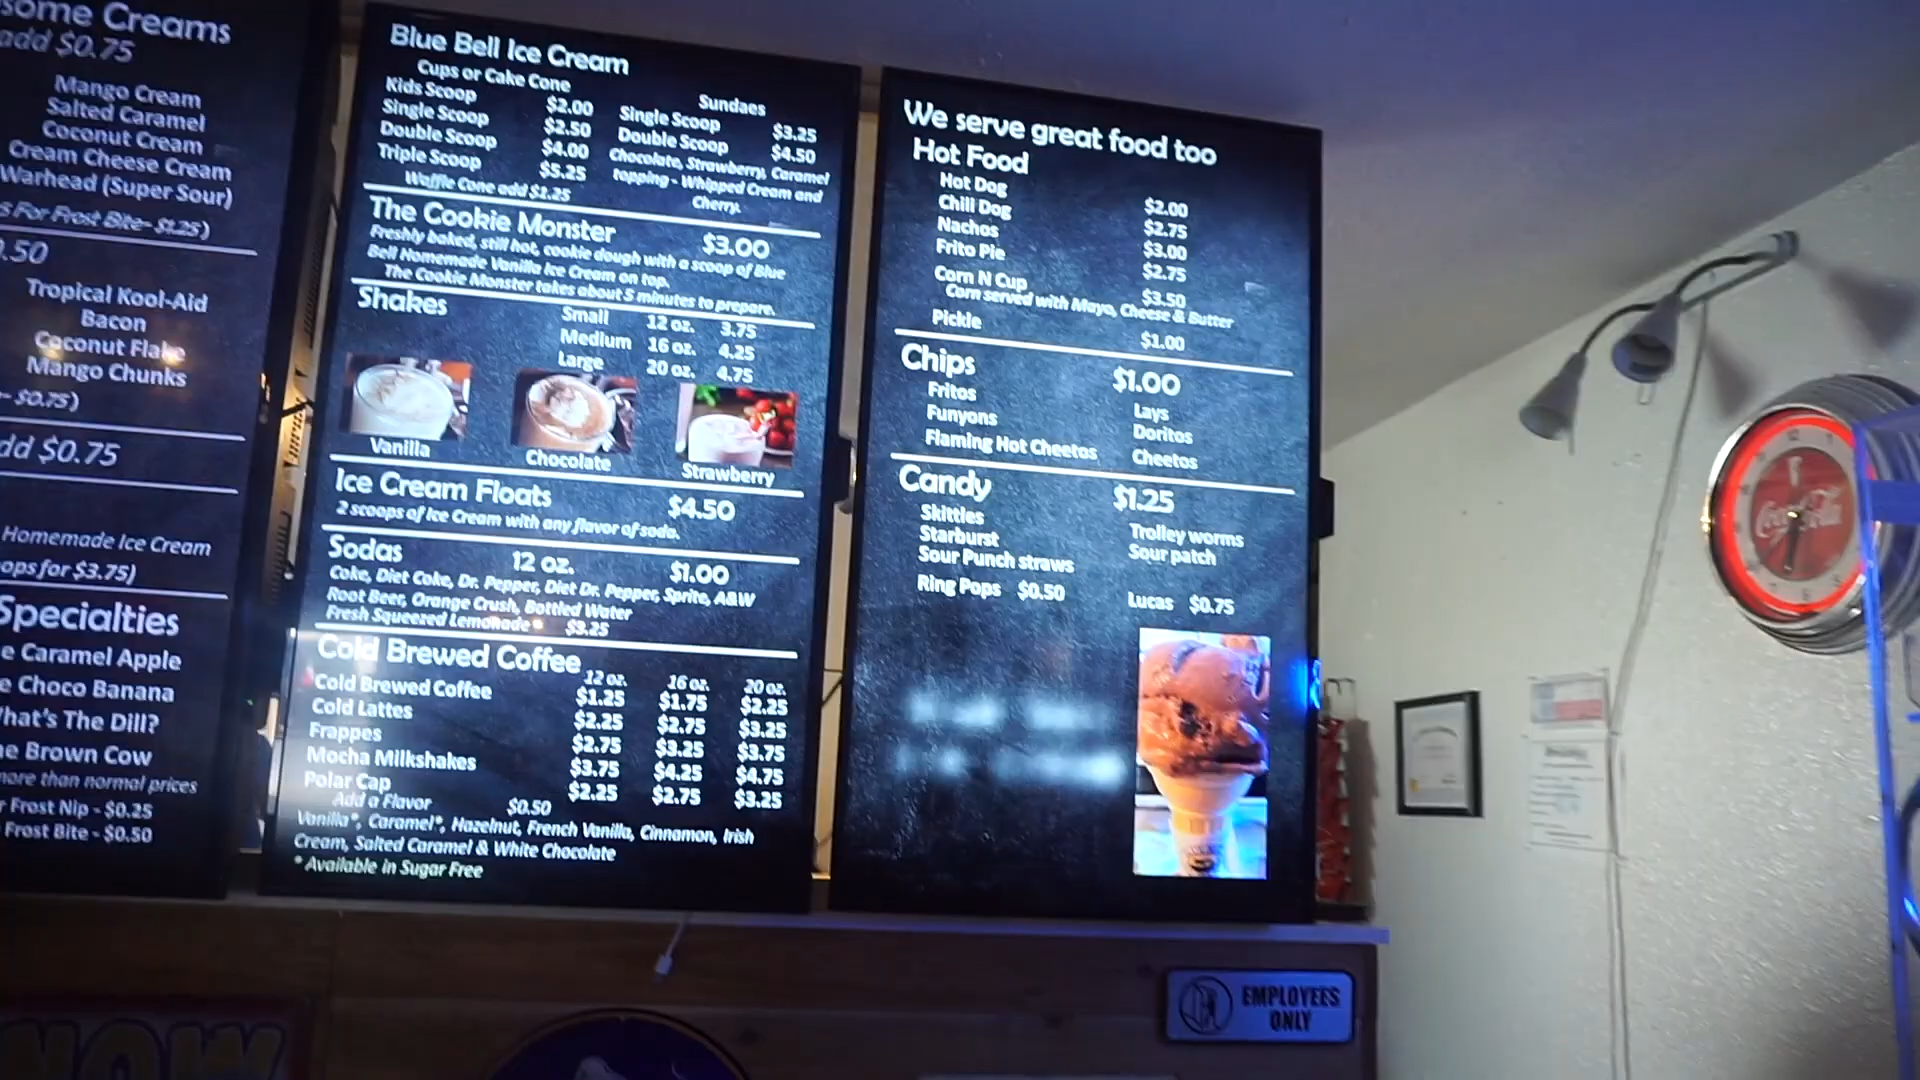 some Creams
add $0.75
Mango Cream
Salted Caramel
Coconut Cream
Cream Cheese Cream
Warhead (Super Sour)
s For Frost Bite- $1.25)
.50
Tropical Kool-Aid
Bacon
Coconut Flake
Mango Chunks
- $0.75)
dd $0.75
Homemade Ice Cream
ops for $3.75)
Specialties
e Caramel Apple
e Choco Banana
hat's The Dill?
e Brown Cow
more than normal prices
r Frost Nip - $0.25
Frost Bite - $0.50
Blue Bell Ice Cream
Cups or Cake Cone
Kids Scoop $2.00
Single Scoop $2.50
Double Scoop $4.00
Triple Scoop $5.25
Waffle Cone add $1.25
Sundaes
Single Scoop $3.25
Double Scoop $4.50
Chocolate, Strawberry, Caramel
topping - Whipped Cream and
Cherry.
The Cookie Monster $3.00
Freshly baked, still hot, cookie dough with a scoop of Blue
Bell Homemade Vanilla Ice Cream on top.
The Cookie Monster takes about 5 minutes to prepare.
Shakes
Small 12 oz. 3.75
Medium 16 oz. 4.25
Large 20 oz. 4.75
Vanilla
Chocolate
Strawberry
Ice Cream Floats $4.50
2 scoops of Ice Cream with any flavor of soda.
Sodas 12 oz. $1.00
Coke, Diet Coke, Dr. Pepper, Diet Dr. Pepper, Sprite, A&W
Root Beer, Orange Crush, Bottled Water
Fresh Squeezed Lemonade* $3.25
Cold Brewed Coffee
12 oz. 16 oz. 20 oz.
Cold Brewed Coffee $1.25 $1.75 $2.25
Cold Lattes $2.25 $2.75 $3.25
Frappes $2.75 $3.25 $3.75
Mocha Milkshakes $3.75 $4.25 $4.75
Polar Cap $2.25 $2.75 $3.25
Add a Flavor $0.50
Vanilla*, Caramel*, Hazelnut, French Vanilla, Cinnamon, Irish
Cream, Salted Caramel & White Chocolate
* Available in Sugar Free
We serve great food too
Hot Food
Hot Dog $2.00
Chili Dog $2.75
Nachos $3.00
Frito Pie $2.75
Corn N Cup $3.50
Corn served with Mayo, Cheese & Butter
Pickle $1.00
Chips $1.00
Fritos Lays
Funyons Doritos
Flaming Hot Cheetos Cheetos
Candy $1.25
Skittles Trolley worms
Starburst Sour patch
Sour Punch straws
Ring Pops $0.50 Lucas $0.75
Coca-Cola
EMPLOYEES
ONLY